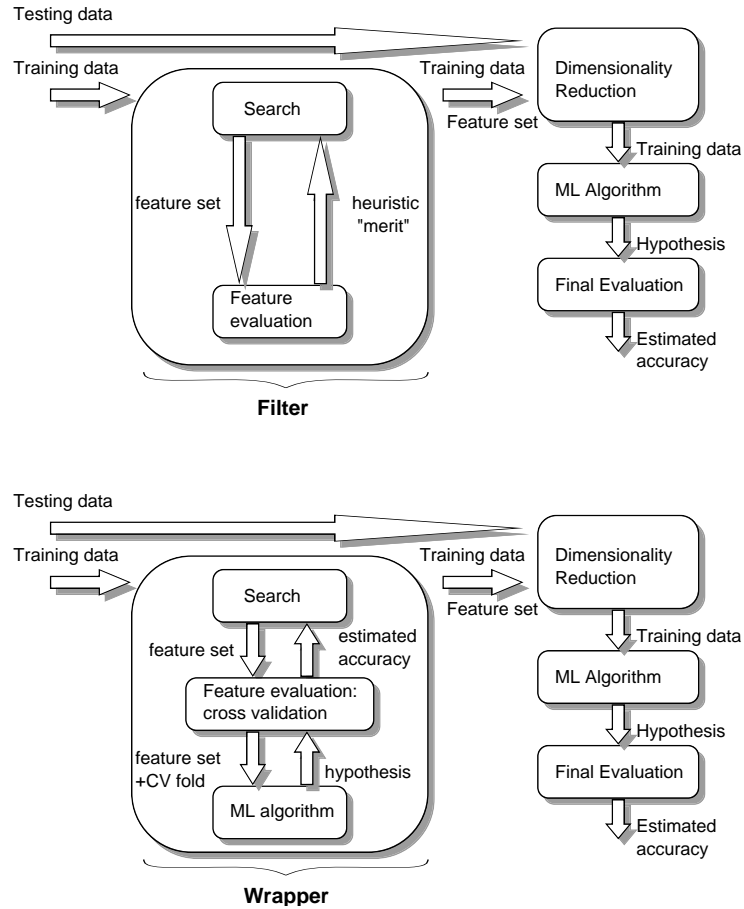 Testing data
Training data
Training data
Feature set
Search
feature set
heuristic
"merit"
Feature
evaluation
Dimensionality
Reduction
Training data
ML Algorithm
Hypothesis
Final Evaluation
Estimated
accuracy
Filter
Testing data
Training data
Training data
Feature set
Search
feature set
estimated
accuracy
Feature evaluation:
cross validation
feature set
+CV fold
hypothesis
ML algorithm
Dimensionality
Reduction
Training data
ML Algorithm
Hypothesis
Final Evaluation
Estimated
accuracy
Wrapper